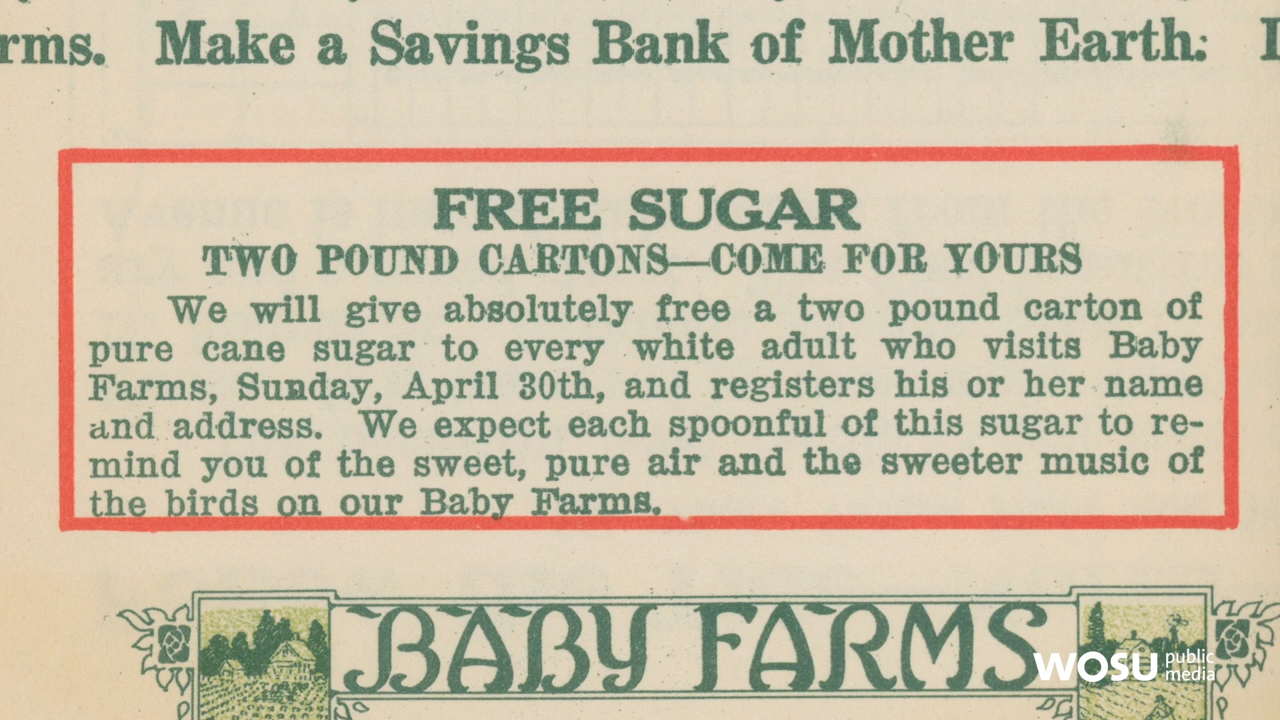 rms. Make a Savings Bank of Mother Earth.
FREE SUGAR
TWO POUND CARTONS—COME FOR YOURS
We will give absolutely free a two pound carton of
pure cane sugar to every white adult who visits Baby
Farms, Sunday, April 30th, and registers his or her name
and address. We expect each spoonful of this sugar to re-
mind you of the sweet, pure air and the sweeter music of
the birds on our Baby Farms.
BABY FARMS
WOSU public
media